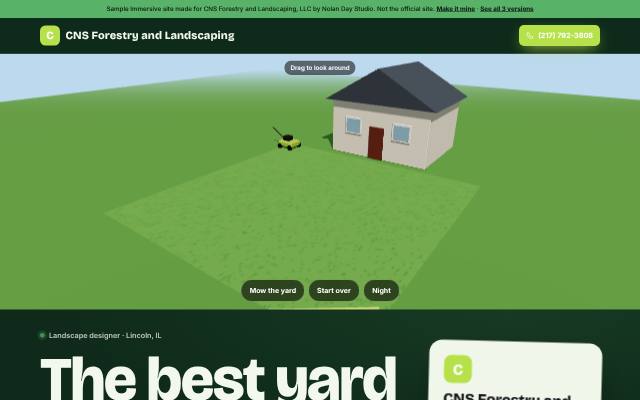 Sample Immersive site made for CNS Forestry and Landscaping, LLC by Nolan Day Studio. Not the official site. Make it mine · See all 3 versions
C CNS Forestry and Landscaping
(217) 792-3808
Drag to look around
Mow the yard Start over Night
Landscape designer · Lincoln, IL
The best yard
C
CNS Forestry and